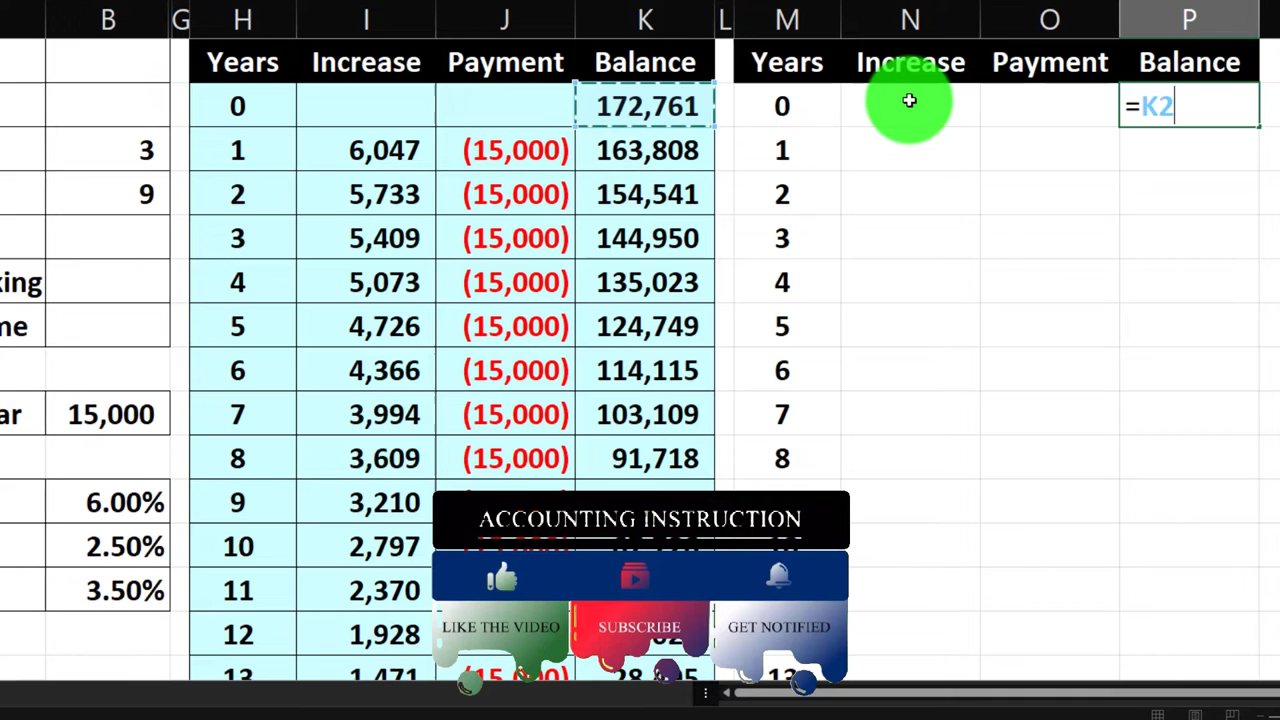 B G H I J K L M N O P
Years Increase Payment Balance Years Increase Payment Balance
0 172,761 0 =K2
3 1 6,047 (15,000) 163,808 1
9 2 5,733 (15,000) 154,541 2
3 5,409 (15,000) 144,950 3
king 4 5,073 (15,000) 135,023 4
me 5 4,726 (15,000) 124,749 5
6 4,366 (15,000) 114,115 6
ar 15,000 7 3,994 (15,000) 103,109 7
8 3,609 (15,000) 91,718 8
6.00% 9 3,210
ACCOUNTING INSTRUCTION
2.50% 10 2,797
3.50% 11 2,370
12 1,928
LIKE THE VIDEO SUBSCRIBE GET NOTIFIED
13 1,471